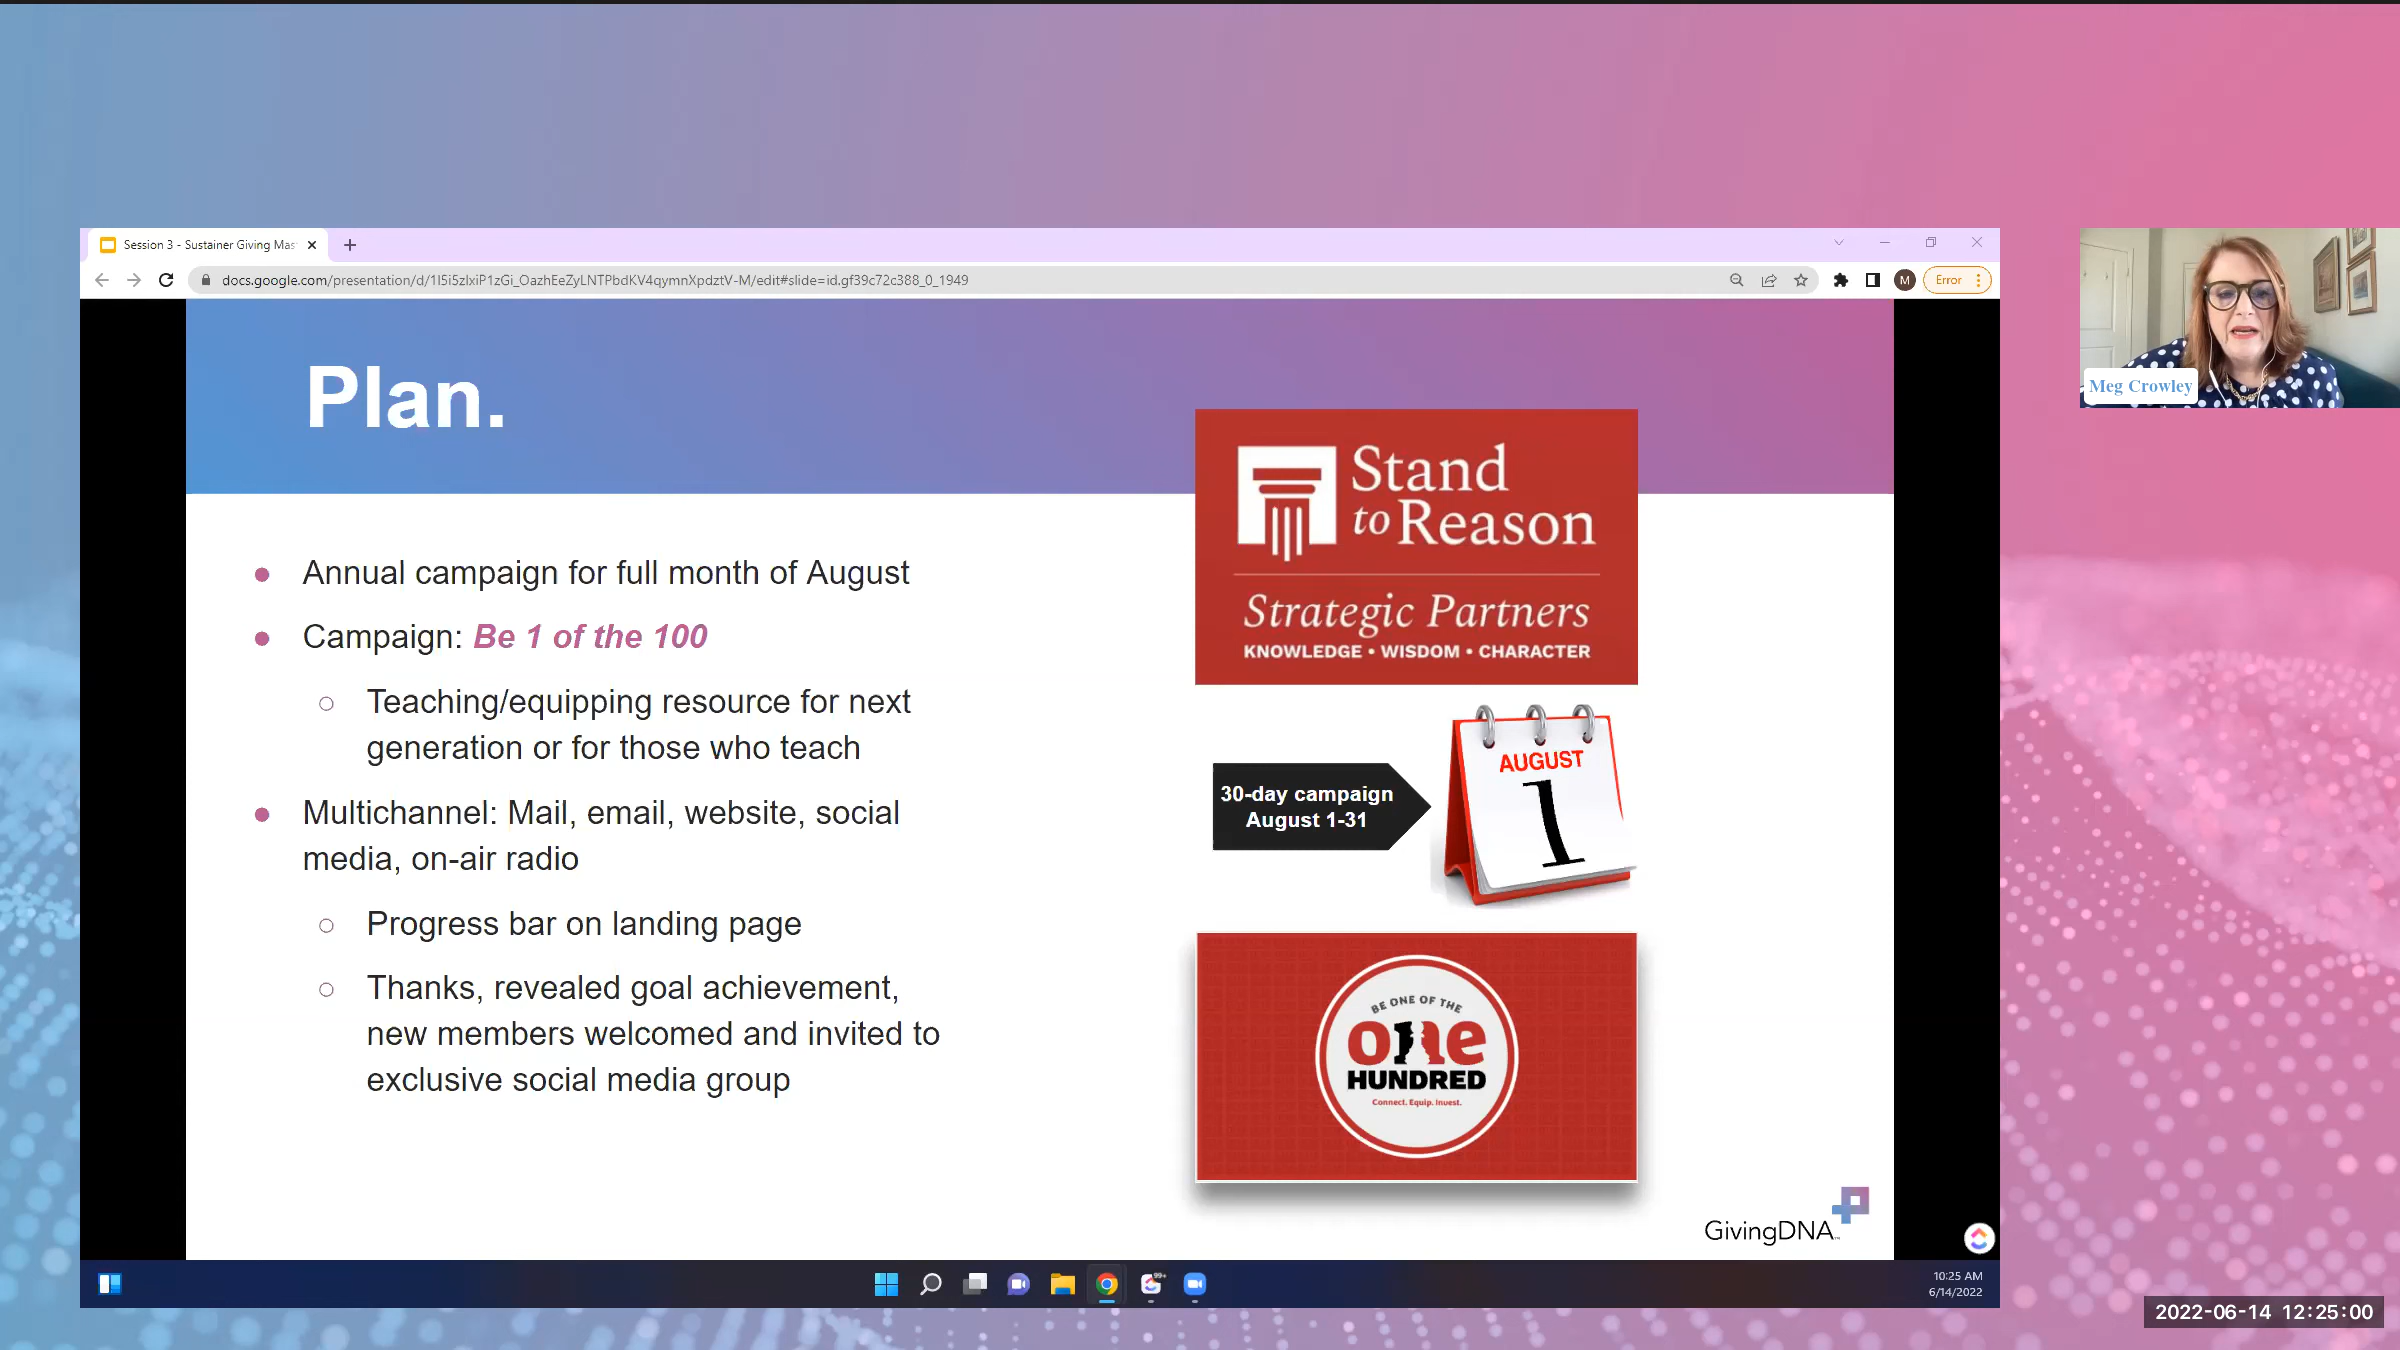 Session 3 - Sustainer Giving Mas
docs.google.com/presentation/d/1I5i5zlxiP1zGi_OazhEeZyLNTPbdKV4qymnXpdztV-M/edit#slide=id.gf39c72c388_0_1949
M
Error
Meg Crowley
Plan.
Stand
to Reason
Strategic Partners
KNOWLEDGE • WISDOM • CHARACTER
Annual campaign for full month of August
Campaign: Be 1 of the 100
Teaching/equipping resource for next
generation or for those who teach
Multichannel: Mail, email, website, social
media, on-air radio
Progress bar on landing page
Thanks, revealed goal achievement,
new members welcomed and invited to
exclusive social media group
30-day campaign
August 1-31
AUGUST
1
BE ONE OF THE
one
HUNDRED
Connect. Equip. Invest.
GivingDNA
99+
10:25 AM
6/14/2022
2022-06-14 12:25:00